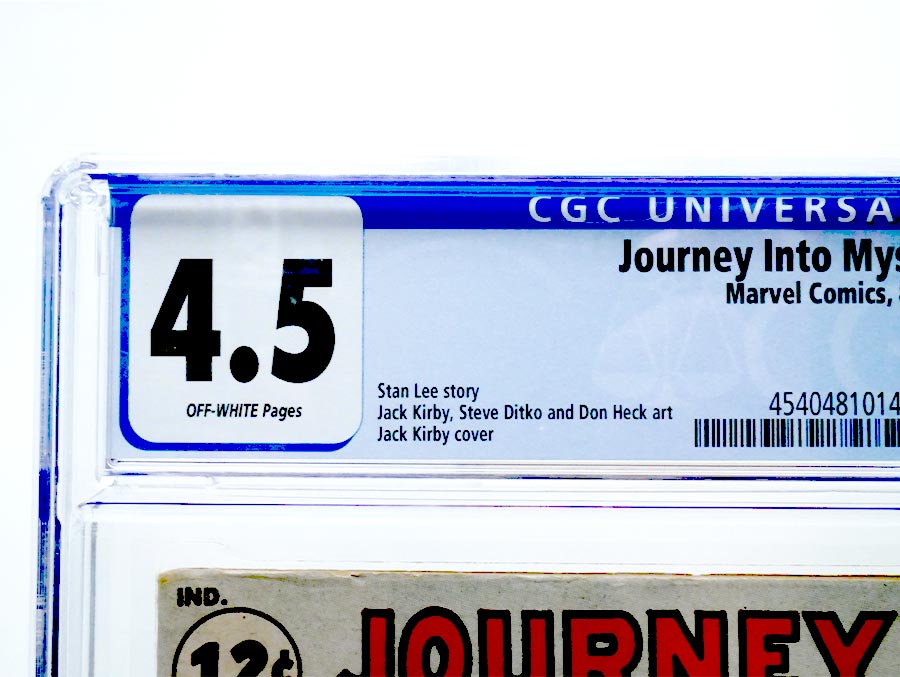 CGC UNIVERSA
4.5
OFF-WHITE Pages
Journey Into Mys
Marvel Comics,
Stan Lee story
Jack Kirby, Steve Ditko and Don Heck art
Jack Kirby cover
4540481014
IND.
12¢
JOURNEY